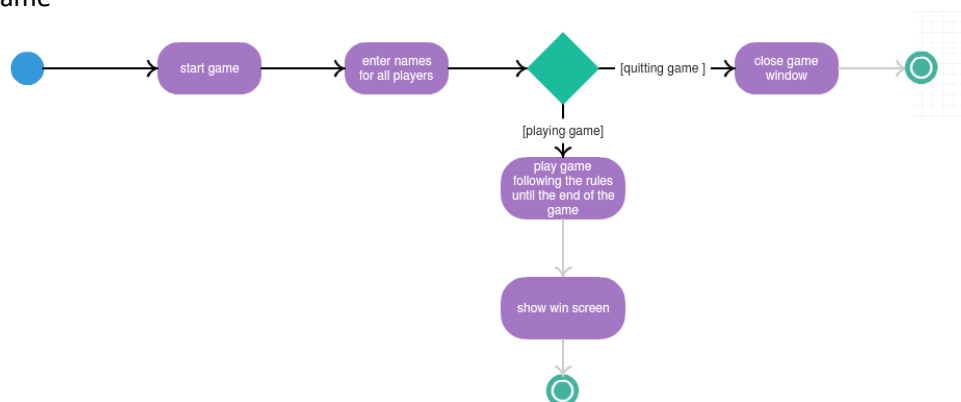 ame
start game
enter names
for all players
[quitting game ]
close game
window
[playing game]
play game
following the rules
until the end of the
game
show win screen